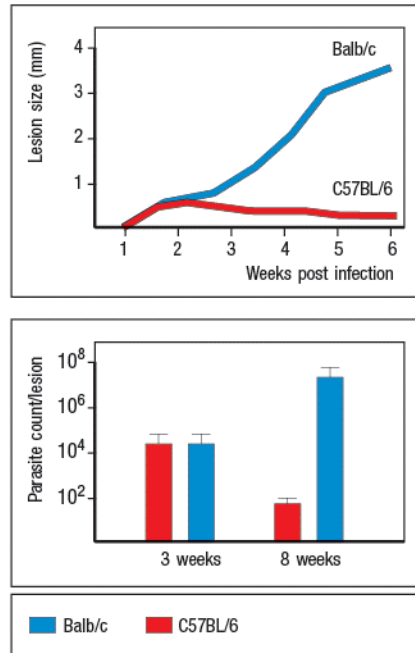 Lesion size (mm)
4
3
2
1
Balb/c
C57BL/6
1 2 3 4 5 6
Weeks post infection
Parasite count/lesion
10⁸
10⁶
10⁴
10²
3 weeks 8 weeks
Balb/c C57BL/6